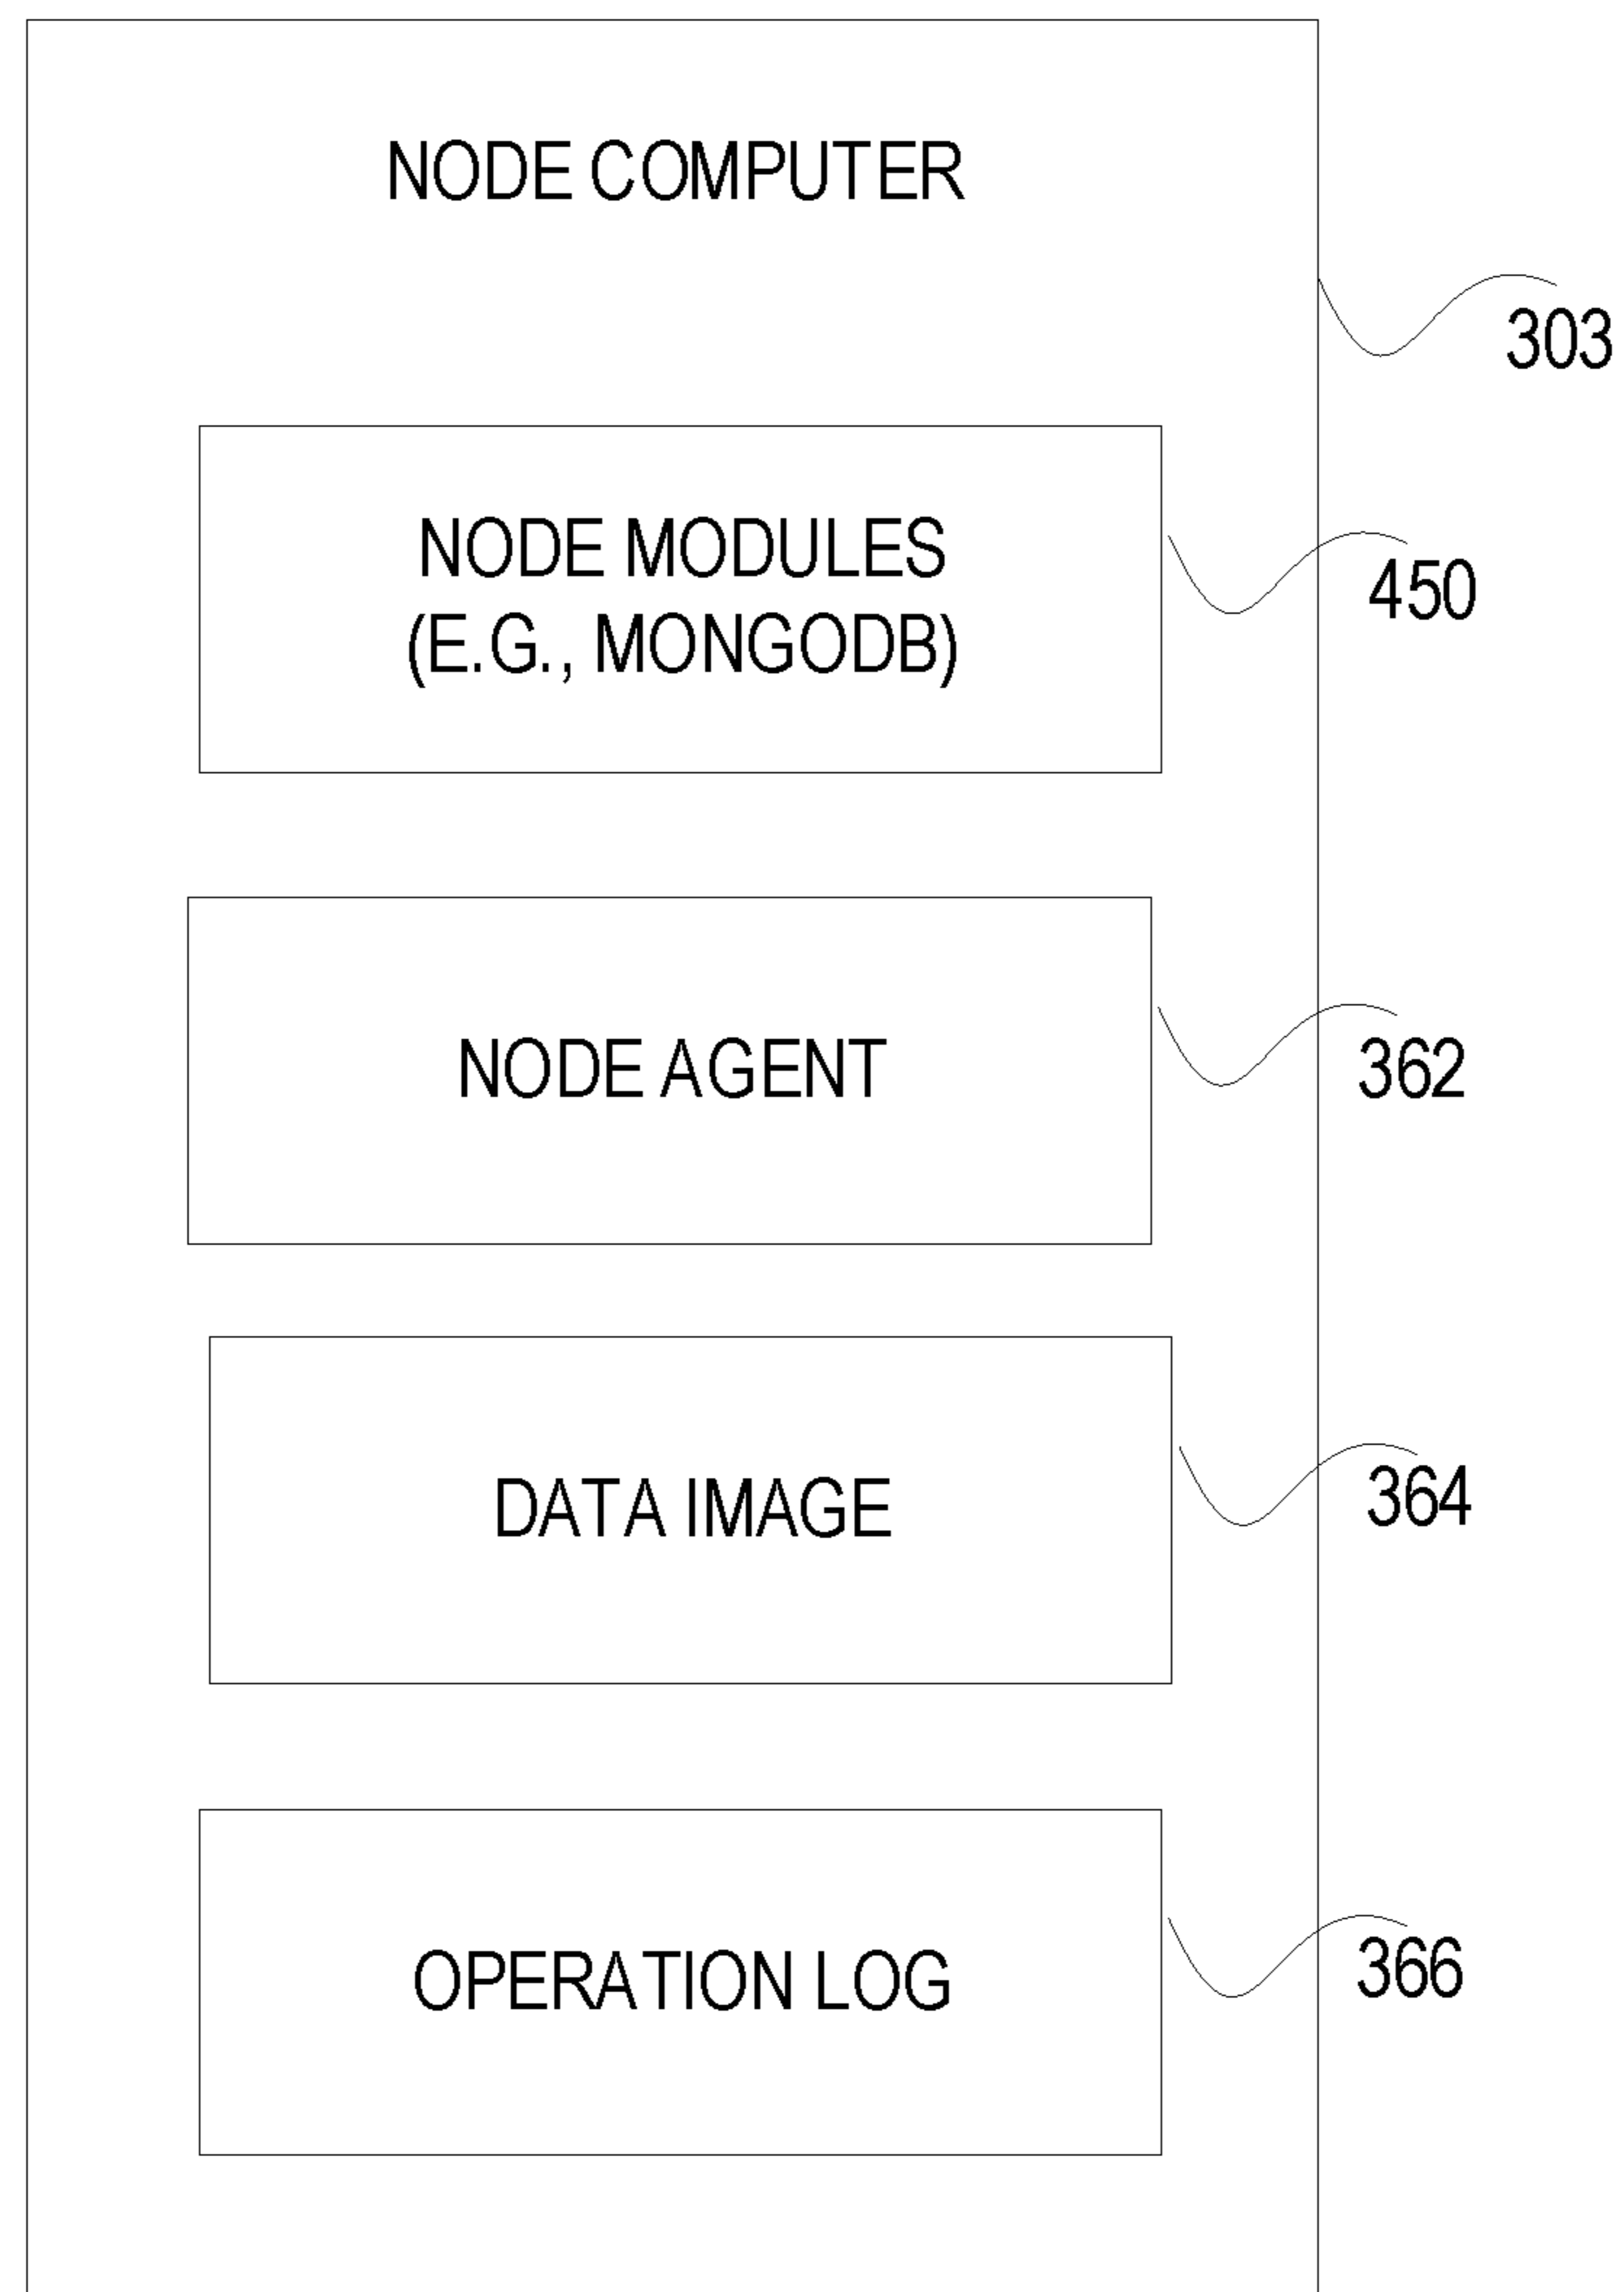 NODE COMPUTER
303
NODE MODULES
(E.G., MONGODB)
450
NODE AGENT
362
DATA IMAGE
364
OPERATION LOG
366